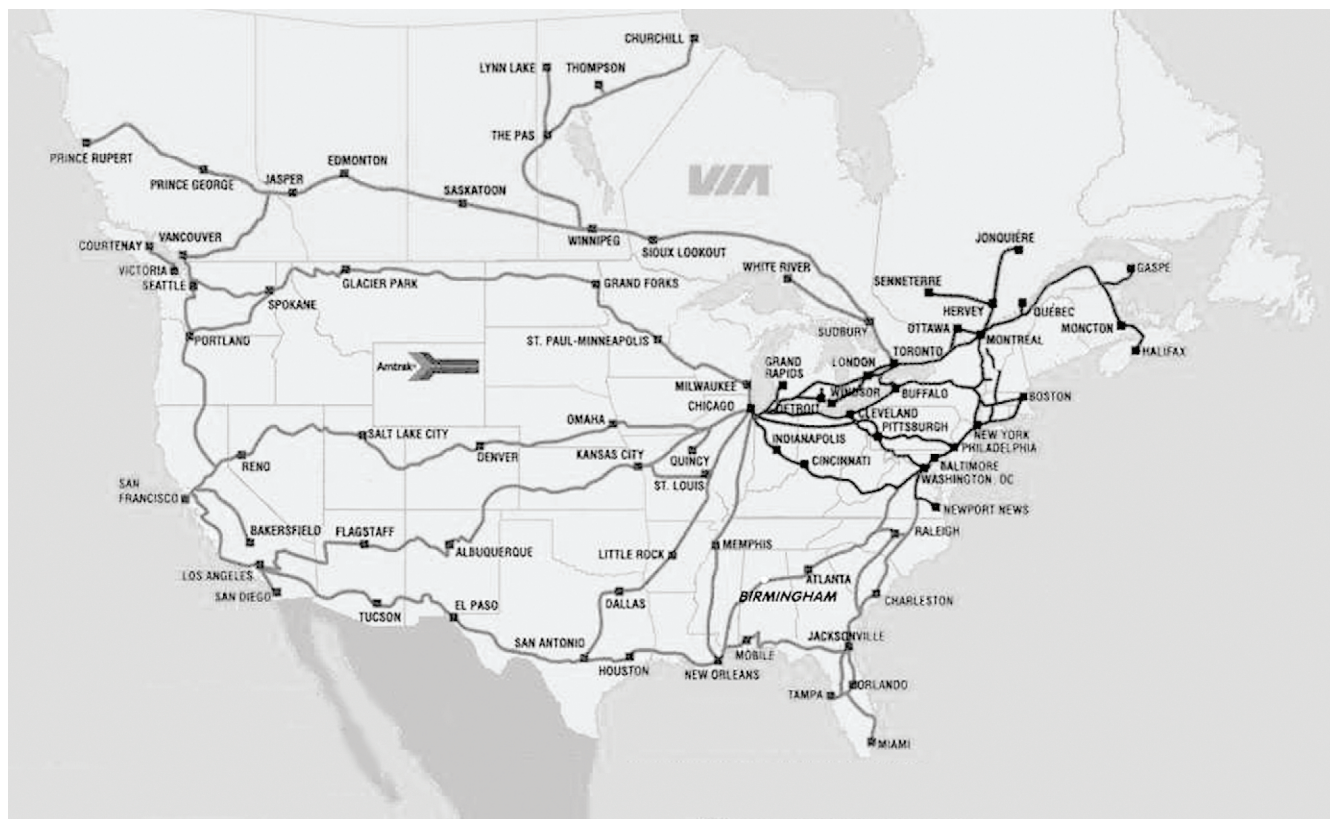 CHURCHILL
LYNN LAKE
THOMPSON
THE PAS
PRINCE RUPERT
EDMONTON
PRINCE GEORGE
JASPER
VIA
SASKATOON
COURTENAY
VANCOUVER
WINNIPEG
SIOUX LOOKOUT
JONQUIÈRE
VICTORIA
SEATTLE
SPOKANE
GLACIER PARK
GRAND FORKS
WHITE RIVER
SENNETERRE
GASPE
HERVEY
QUÉBEC
SUDBURY
OTTAWA
MONTRÉAL
MONCTON
PORTLAND
ST. PAUL-MINNEAPOLIS
TORONTO
HALIFAX
Amtrak
LONDON
GRAND
RAPIDS
MILWAUKEE
WINDSOR
BUFFALO
BOSTON
CHICAGO
DETROIT
CLEVELAND
OMAHA
PITTSBURGH
SALT LAKE CITY
INDIANAPOLIS
NEW YORK
DENVER
KANSAS CITY
QUINCY
CINCINNATI
PHILADELPHIA
RENO
BALTIMORE
ST. LOUIS
WASHINGTON, DC
SAN
FRANCISCO
NEWPORT NEWS
BAKERSFIELD
FLAGSTAFF
RALEIGH
ALBUQUERQUE
LITTLE ROCK
MEMPHIS
LOS ANGELES
ATLANTA
SAN DIEGO
BIRMINGHAM
DALLAS
CHARLESTON
TUCSON
EL PASO
JACKSONVILLE
SAN ANTONIO
MOBILE
HOUSTON
NEW ORLEANS
ORLANDO
TAMPA
MIAMI